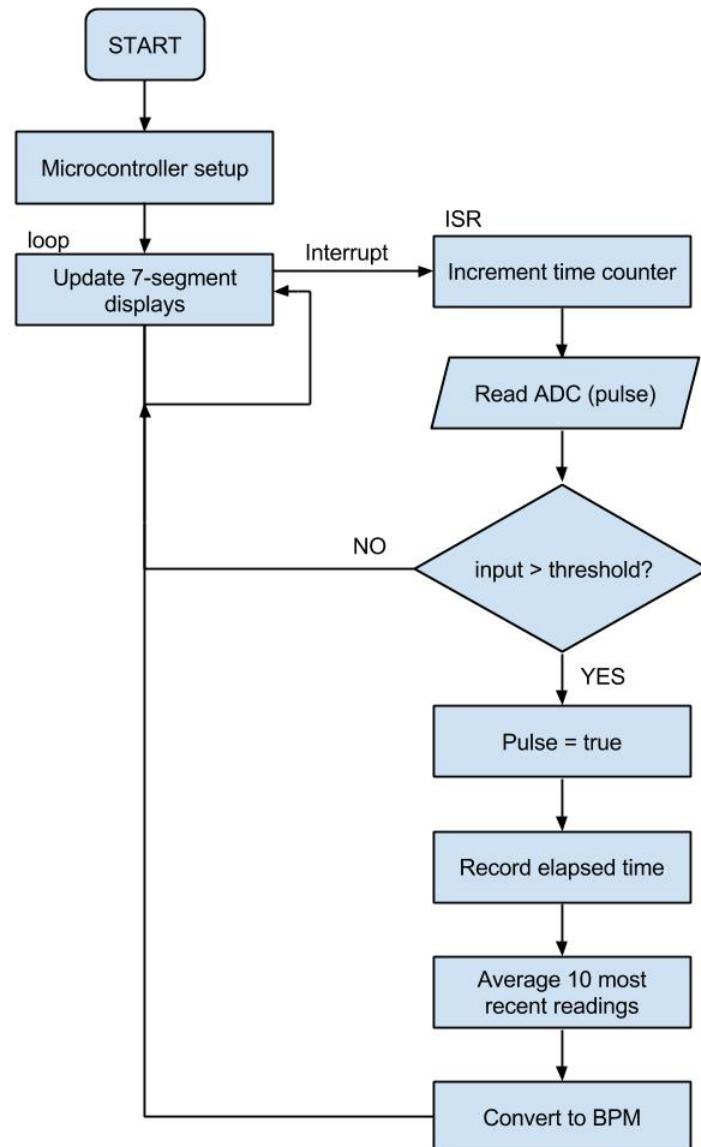 START
Microcontroller setup
loop
Update 7-segment
displays
Interrupt
ISR
Increment time counter
Read ADC (pulse)
input > threshold?
NO
YES
Pulse = true
Record elapsed time
Average 10 most
recent readings
Convert to BPM